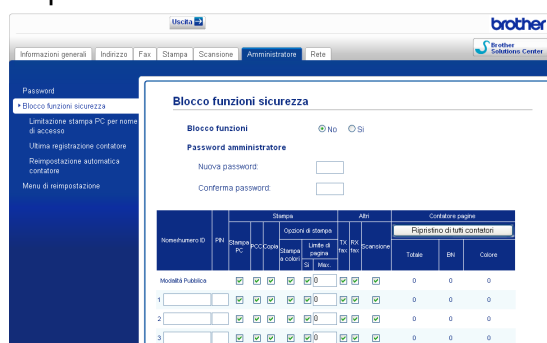 Uscita
brother
Brother
Solutions Center
Informazioni generali Indirizzo Fax Stampa Scansione Amministratore Rete
Password
Blocco funzioni sicurezza
Limitazione stampa PC per nome
di accesso
Ultima registrazione contatore
Reimpostazione automatica
contatore
Menu di reimpostazione
Blocco funzioni sicurezza
Blocco funzioni No Sì
Password amministratore
Nuova password:
Conferma password:
Stampa Altri Contatore pagine
Nome/numero ID PIN Stampa PC PCC Copia Opzioni di stampa TX fax RX fax Scansione Ripristino di tutti contatori
Stampa a colori Limite di pagina Totale BN Colore
Sì Max.
Modalità Pubblica 0 0 0 0
1 0 0 0 0
2 0 0 0 0
3 0 0 0 0